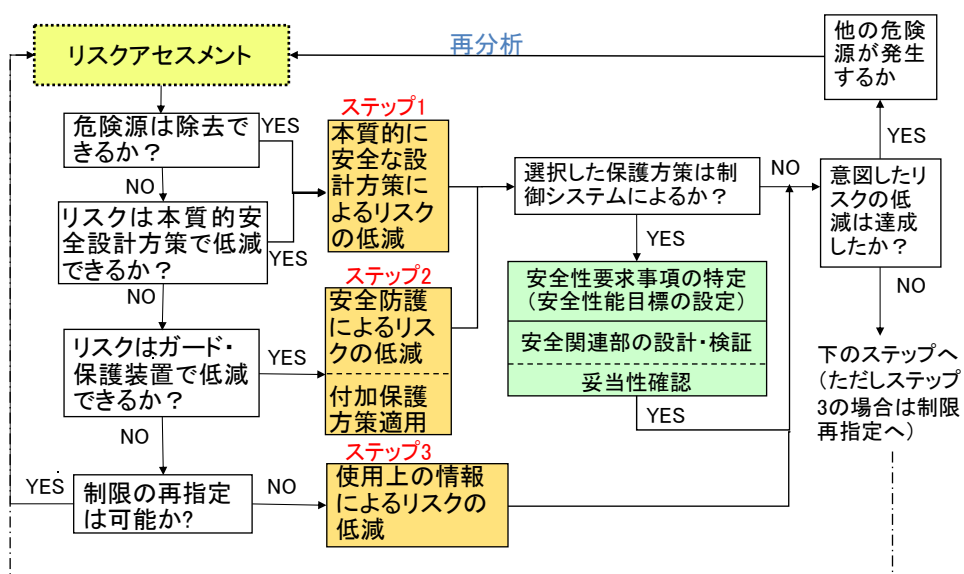 リスクアセスメント
再分析
他の危険
源が発生
するか
危険源は除去で
きるか？
YES
ステップ1
本質的に
安全な設
計方策に
よるリスク
の低減
NO
リスクは本質的安
全設計方策で低減
できるか？
YES
選択した保護方策は制
御システムによるか？
NO
YES
意図したリ
スクの低
減は達成
したか？
YES
NO
ステップ2
安全防護
によるリス
クの低減
付加保護
方策適用
安全性要求事項の特定
（安全性能目標の設定）
安全関連部の設計・検証
妥当性確認
YES
NO
リスクはガード・
保護装置で低減
できるか？
YES
下のステップへ
（ただしステップ
3の場合は制限
再指定へ）
NO
ステップ3
YES
制限の再指定
は可能か?
NO
使用上の情報
によるリスクの
低減